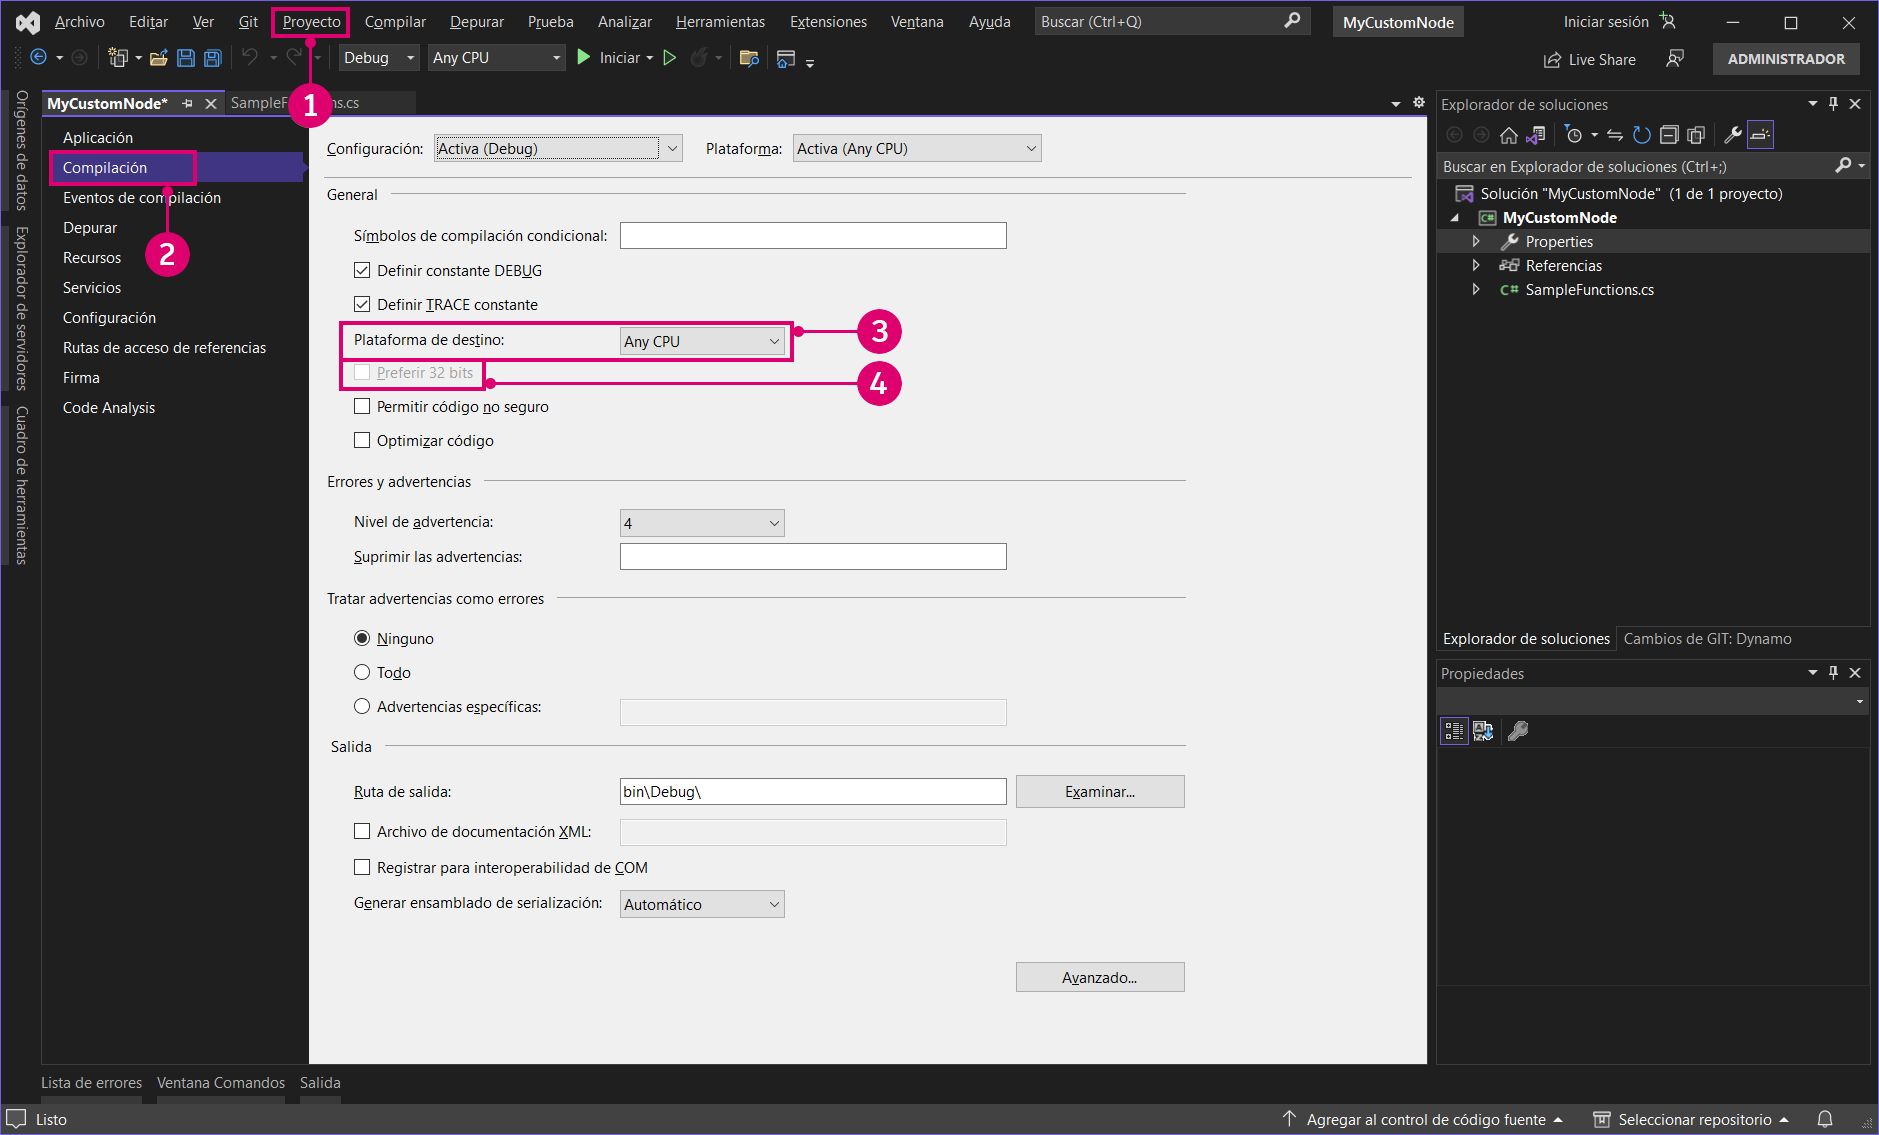 Archivo Editar Ver Git Proyecto Compilar Depurar Prueba Analizar Herramientas Extensiones Ventana Ayuda Buscar (Ctrl+Q) MyCustomNode Iniciar sesión
Debug Any CPU Iniciar Live Share ADMINISTRADOR
1
MyCustomNode* SampleF ns.cs
Orígenes de datos
Explorador de servidores
Cuadro de herramientas
Aplicación
Compilación
Eventos de compilación
Depurar
2
Recursos
Servicios
Configuración
Rutas de acceso de referencias
Firma
Code Analysis
Configuración: Activa (Debug) Plataforma: Activa (Any CPU)
General
Símbolos de compilación condicional:
Definir constante DEBUG
Definir TRACE constante
Plataforma de destino: Any CPU
3
Preferir 32 bits
4
Permitir código no seguro
Optimizar código
Errores y advertencias
Nivel de advertencia: 4
Suprimir las advertencias:
Tratar advertencias como errores
Ninguno
Todo
Advertencias específicas:
Salida
Ruta de salida: bin\Debug\ Examinar...
Archivo de documentación XML:
Registrar para interoperabilidad de COM
Generar ensamblado de serialización: Automático
Avanzado...
Explorador de soluciones
Buscar en Explorador de soluciones (Ctrl+;)
Solución "MyCustomNode" (1 de 1 proyecto)
C# MyCustomNode
Properties
Referencias
C# SampleFunctions.cs
Explorador de soluciones Cambios de GIT: Dynamo
Propiedades
Lista de errores Ventana Comandos Salida
Listo Agregar al control de código fuente Seleccionar repositorio